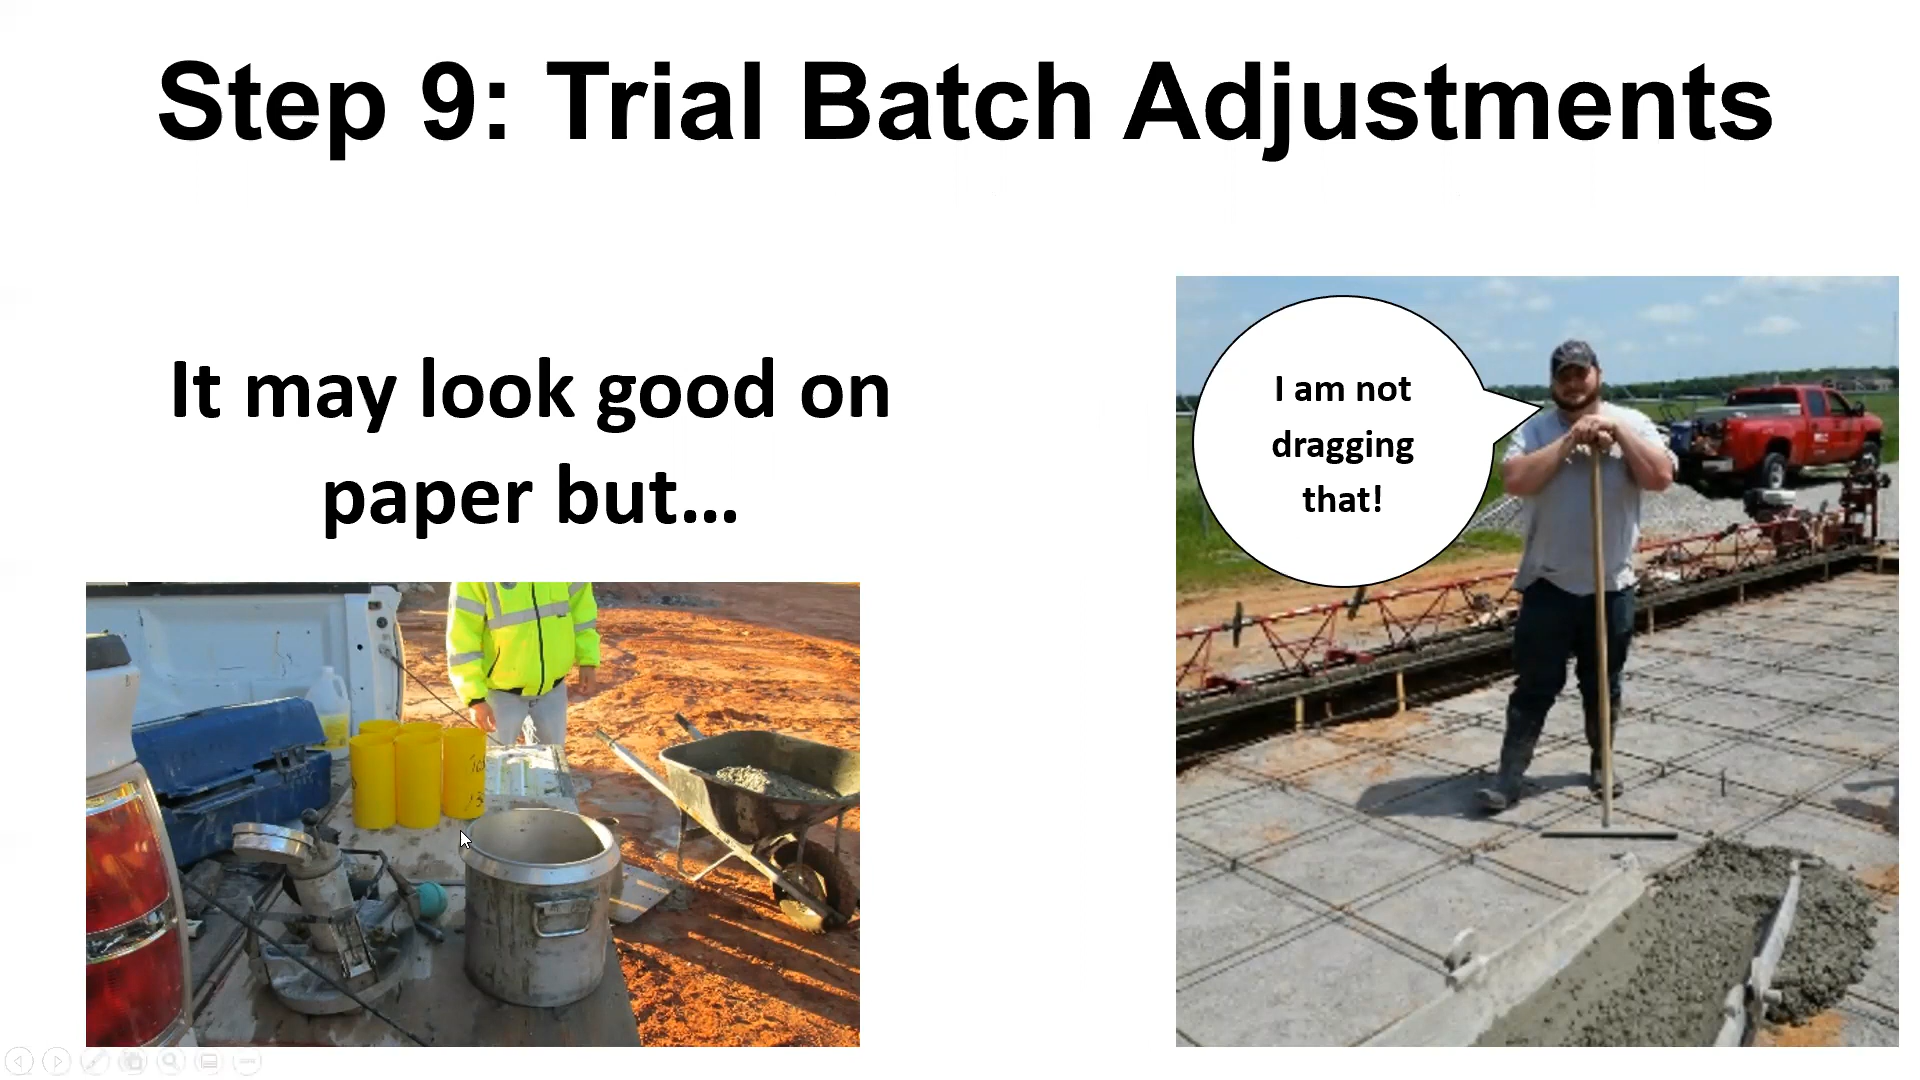 Step 9: Trial Batch Adjustments
It may look good on
paper but...
I am not
dragging
that!